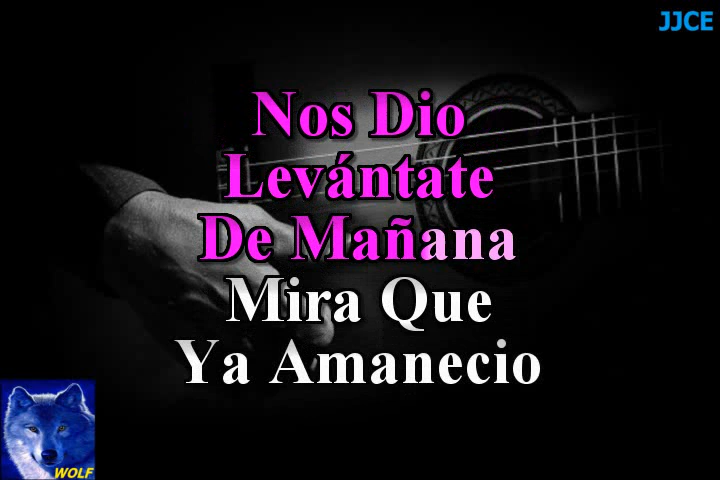 JJCE
Nos Dio
Levántate
De Mañana
Mira Que
Ya Amanecio
WOLF